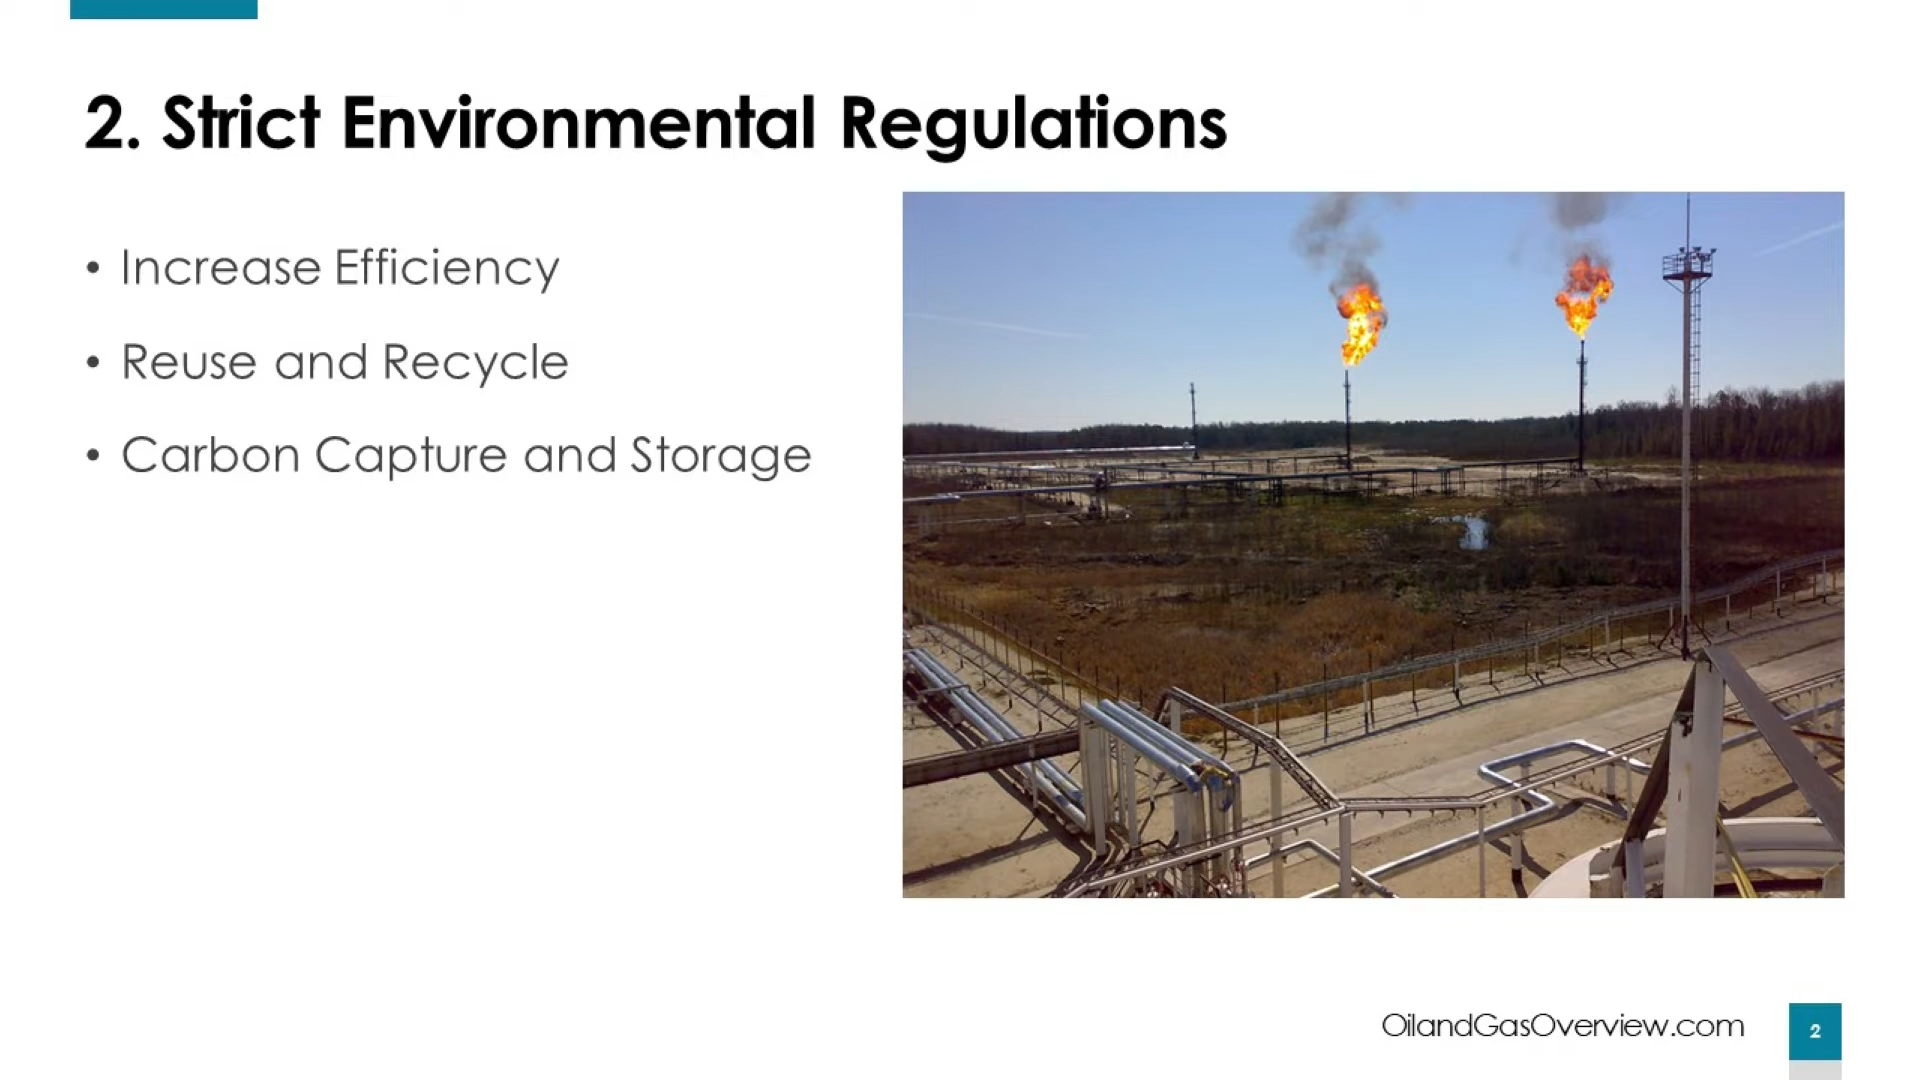 2. Strict Environmental Regulations
• Increase Efficiency
• Reuse and Recycle
• Carbon Capture and Storage
OilandGasOverview.com
2